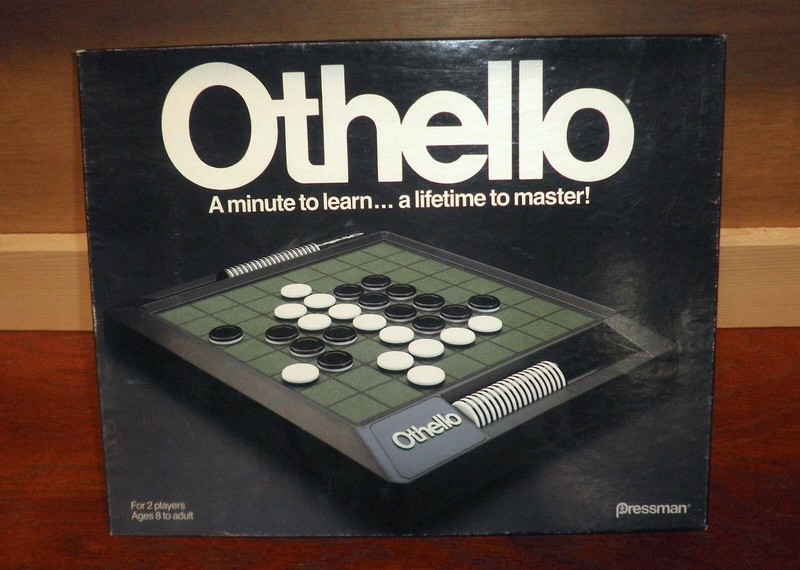 Othello
A minute to learn... a lifetime to master!
Othello
For 2 players
Ages 8 to adult
Pressman®